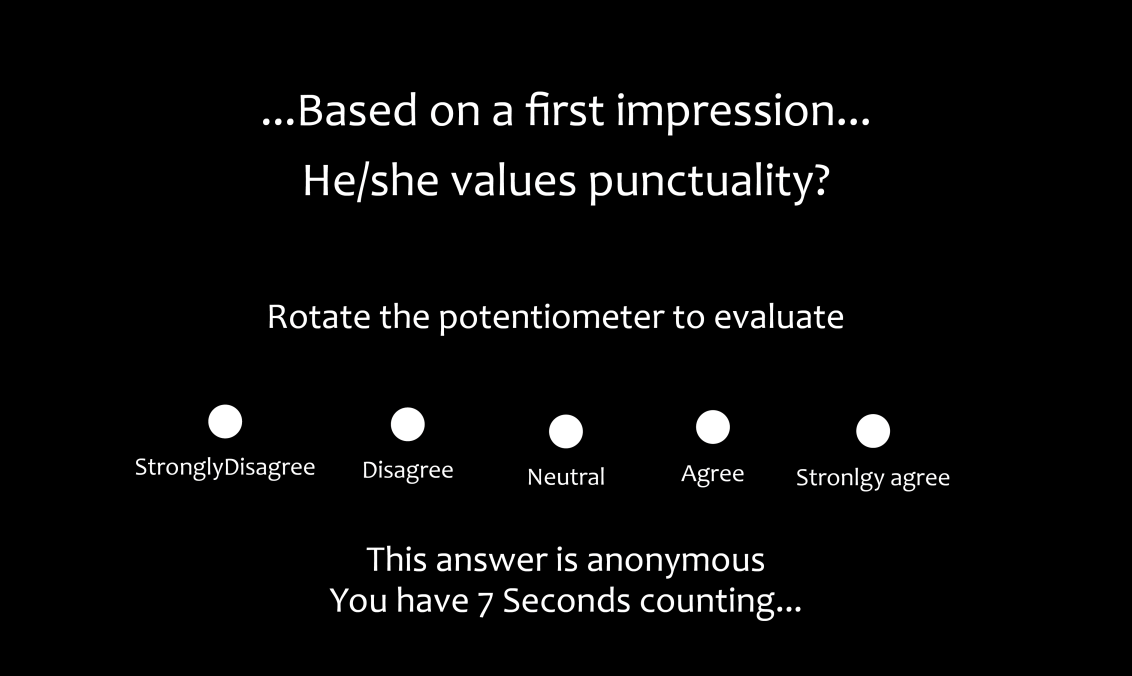 ...Based on a first impression...
He/she values punctuality?
Rotate the potentiometer to evaluate
StronglyDisagree
Disagree
Neutral
Agree
Stronlgy agree
This answer is anonymous
You have 7 Seconds counting...